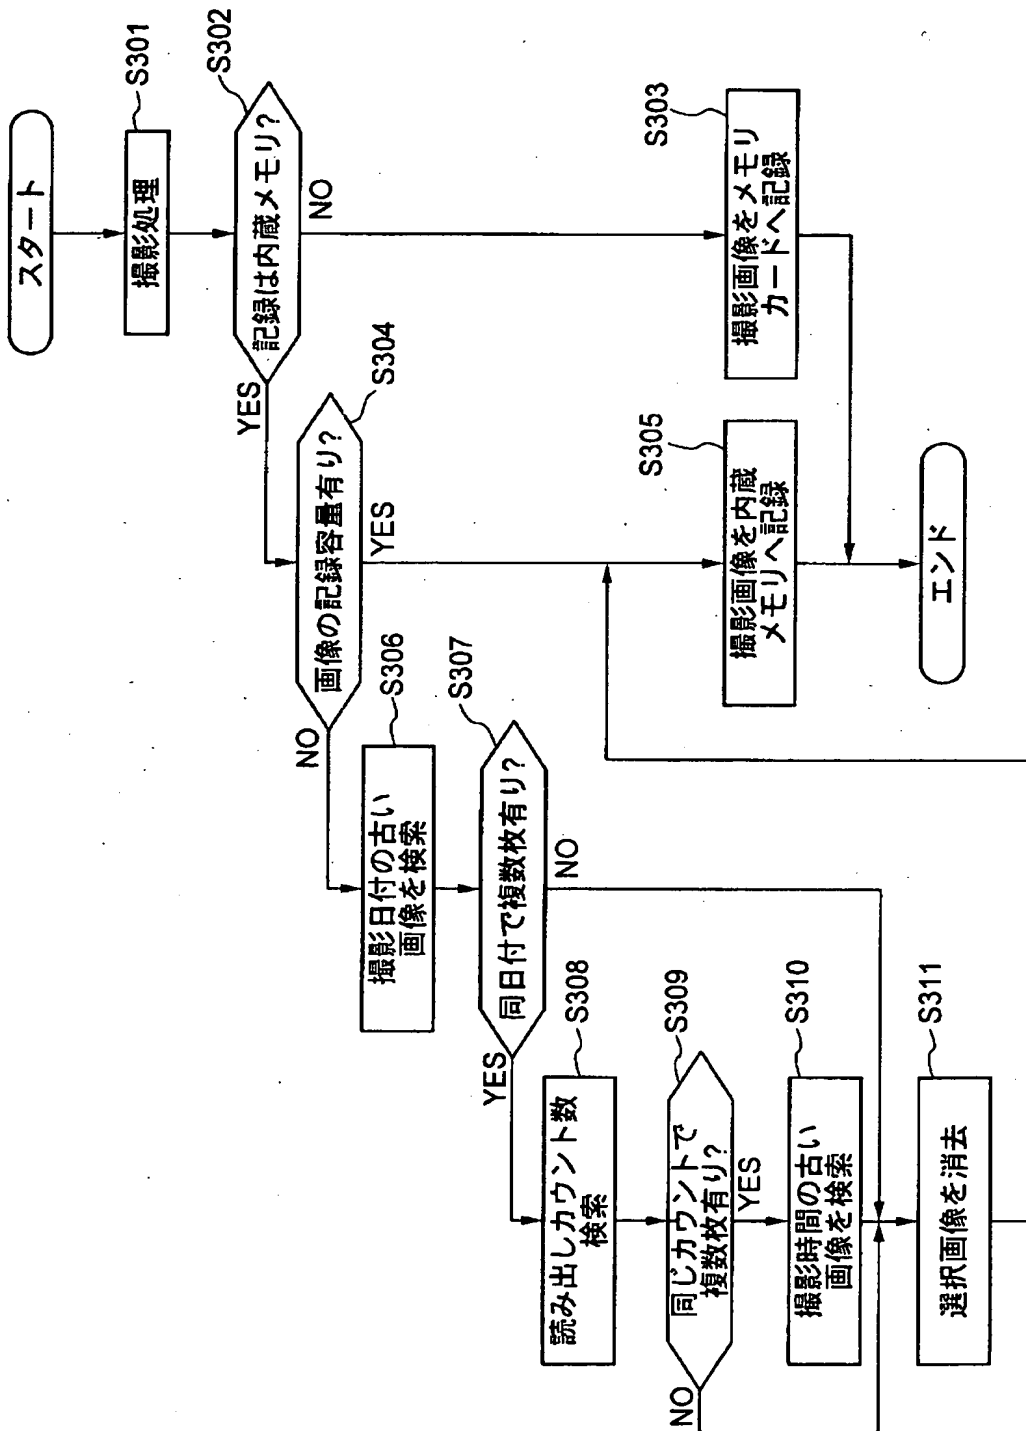 スタート
S301
撮影処理
S302
記録は内蔵メモリ?
NO
YES
S303
撮影画像をメモリ
カードへ記録
S304
画像の記録容量有り?
YES
NO
S305
撮影画像を内蔵
メモリへ記録
エンド
S306
撮影日付の古い
画像を検索
S307
同日付で複数枚有り?
NO
YES
S308
読み出しカウント数
検索
S309
同じカウントで
複数枚有り?
YES
NO
S310
撮影時間の古い
画像を検索
S311
選択画像を消去